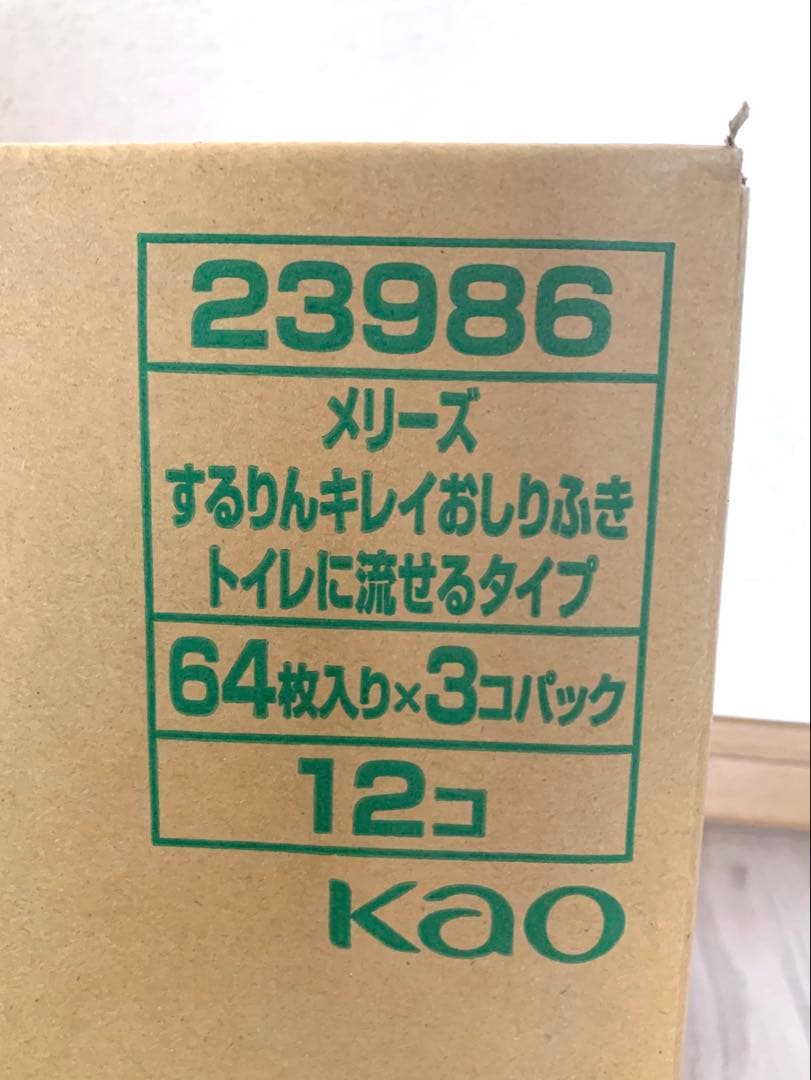 23986
メリーズ
するりんキレイおしりふき
トイレに流せるタイプ
64枚入り×3コパック
12コ
Kao